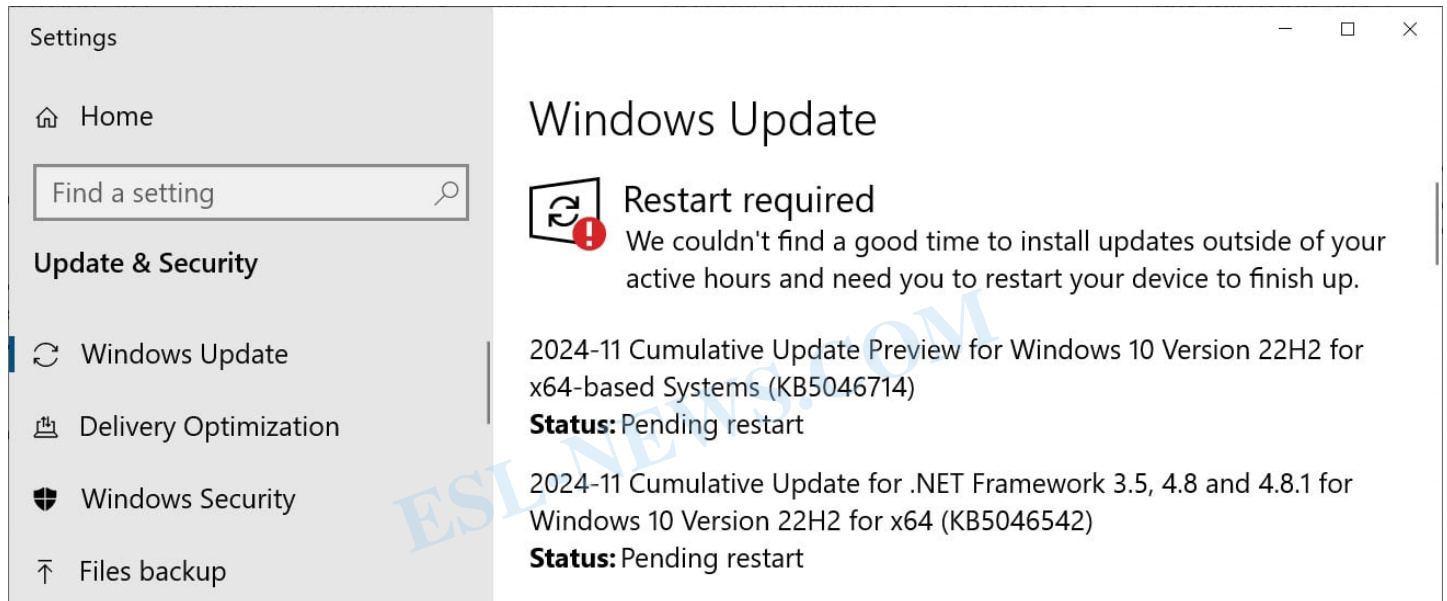 Settings
Home
Find a setting
Update & Security
Windows Update
Delivery Optimization
Windows Security
Files backup
Windows Update
Restart required
We couldn't find a good time to install updates outside of your
active hours and need you to restart your device to finish up.
2024-11 Cumulative Update Preview for Windows 10 Version 22H2 for
x64-based Systems (KB5046714)
Status: Pending restart
2024-11 Cumulative Update for .NET Framework 3.5, 4.8 and 4.8.1 for
Windows 10 Version 22H2 for x64 (KB5046542)
Status: Pending restart
ESL-NEWS.COM